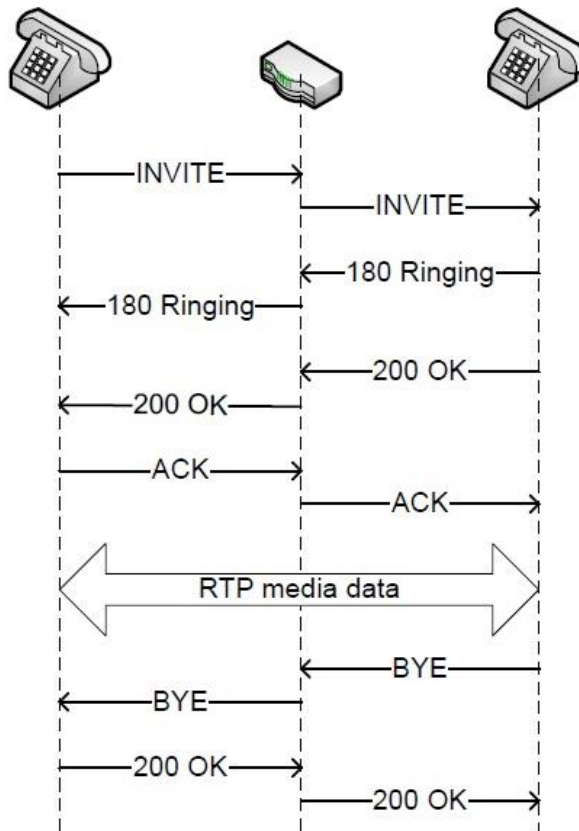 INVITE
INVITE
180 Ringing
180 Ringing
200 OK
200 OK
ACK
ACK
RTP media data
BYE
BYE
200 OK
200 OK